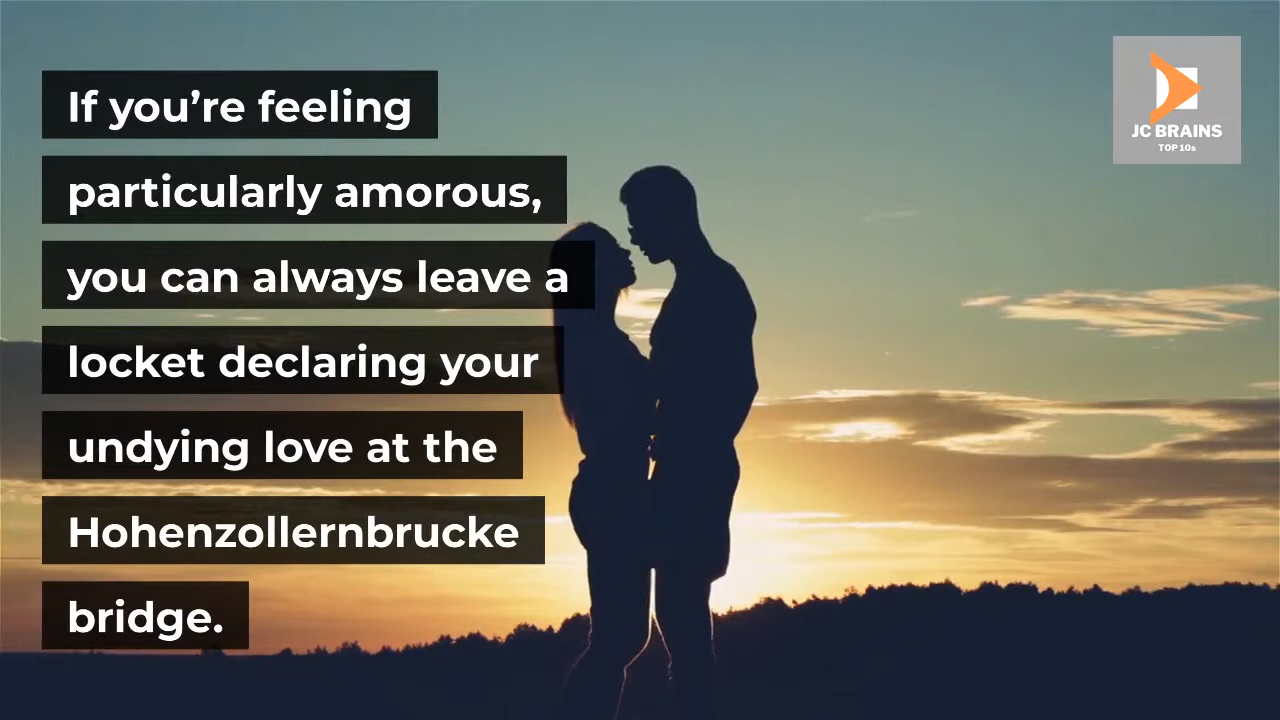 If you’re feeling
particularly amorous,
you can always leave a
locket declaring your
undying love at the
Hohenzollernbrucke
bridge.
JC BRAINS
TOP 10s